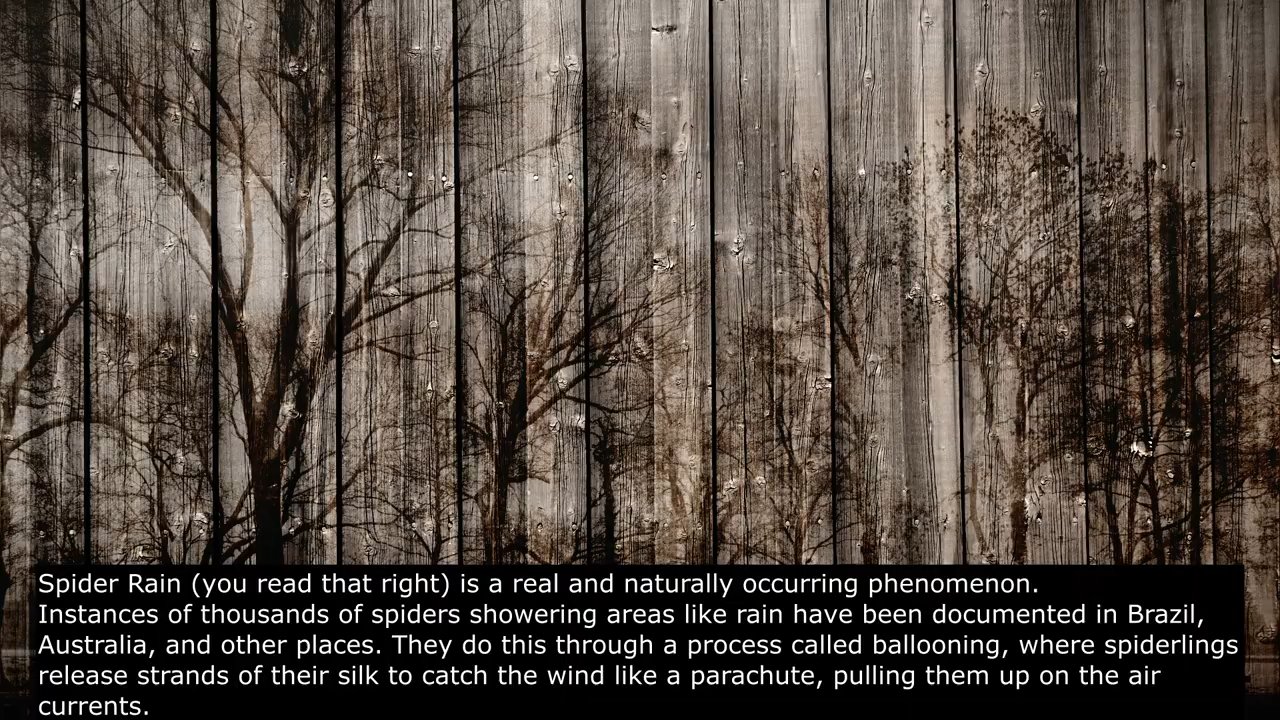 Spider Rain (you read that right) is a real and naturally occurring phenomenon.
Instances of thousands of spiders showering areas like rain have been documented in Brazil,
Australia, and other places. They do this through a process called ballooning, where spiderlings
release strands of their silk to catch the wind like a parachute, pulling them up on the air
currents.